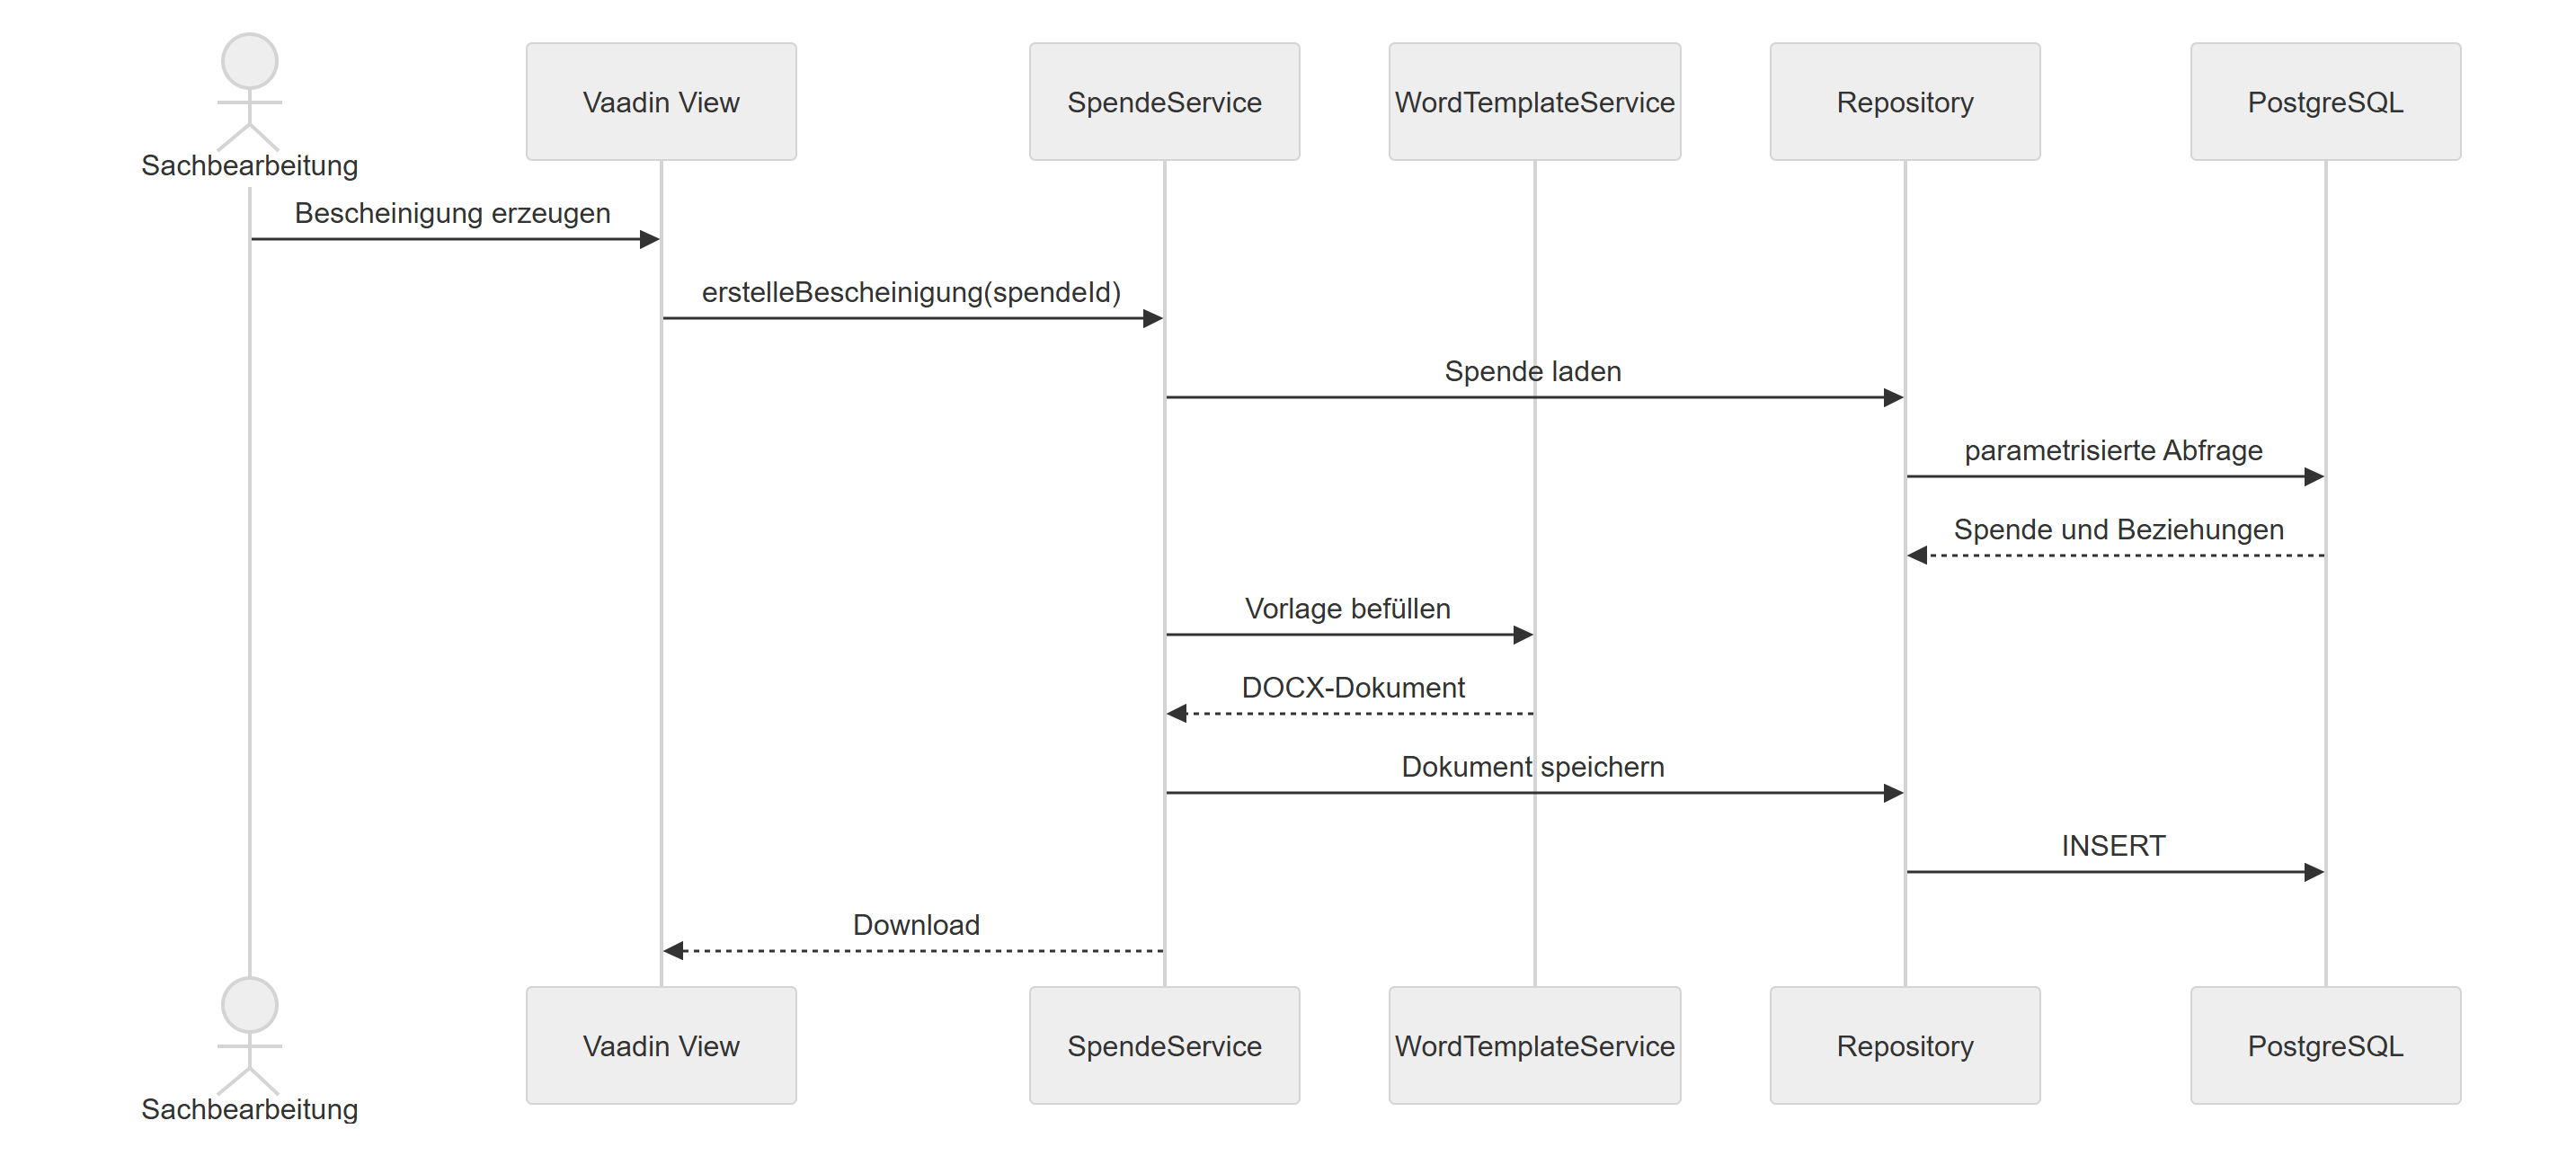 Sachbearbeitung
Vaadin View
SpendeService
WordTemplateService
Repository
PostgreSQL
Bescheinigung erzeugen
erstelleBescheinigung(spendeId)
Spende laden
parametrisierte Abfrage
Spende und Beziehungen
Vorlage befüllen
DOCX-Dokument
Dokument speichern
INSERT
Download
Sachbearbeitung
Vaadin View
SpendeService
WordTemplateService
Repository
PostgreSQL